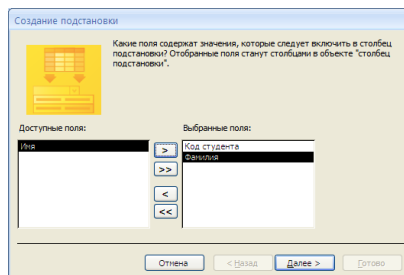 Создание подстановки
Какие поля содержат значения, которые следует включить в столбец
подстановки? Отобранные поля станут столбцами в объекте "столбец
подстановки".
Доступные поля:
Выбранные поля:
Имя
>
>>
<
<<
Код студента
Фамилия
Отмена
< Назад
Далее >
Готово